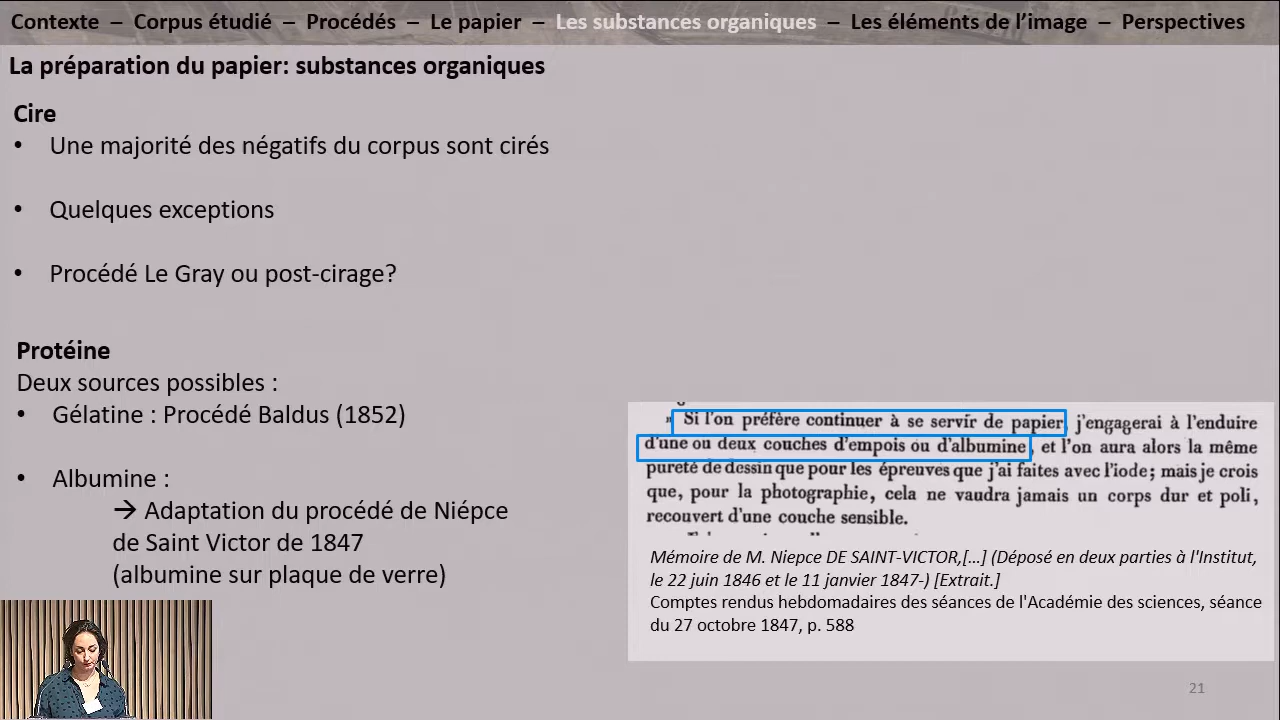 Contexte – Corpus étudié – Procédés – Le papier – Les substances organiques – Les éléments de l’image – Perspectives
La préparation du papier: substances organiques
Cire
• Une majorité des négatifs du corpus sont cirés
• Quelques exceptions
• Procédé Le Gray ou post-cirage?
Protéine
Deux sources possibles :
• Gélatine : Procédé Baldus (1852)
• Albumine :
→ Adaptation du procédé de Niépce
de Saint Victor de 1847
(albumine sur plaque de verre)
» Si l'on préfère continuer à se servir de papier, j'engagerai à l'enduire
d'une ou deux couches d'empois ou d'albumine, et l'on aura alors la même
pureté de dessin que pour les épreuves que j'ai faites avec l'iode; mais je crois
que, pour la photographie, cela ne vaudra jamais un corps dur et poli,
recouvert d'une couche sensible.
Mémoire de M. Niepce DE SAINT-VICTOR,[…] (Déposé en deux parties à l'Institut,
le 22 juin 1846 et le 11 janvier 1847-) [Extrait.]
Comptes rendus hebdomadaires des séances de l'Académie des sciences, séance
du 27 octobre 1847, p. 588
21